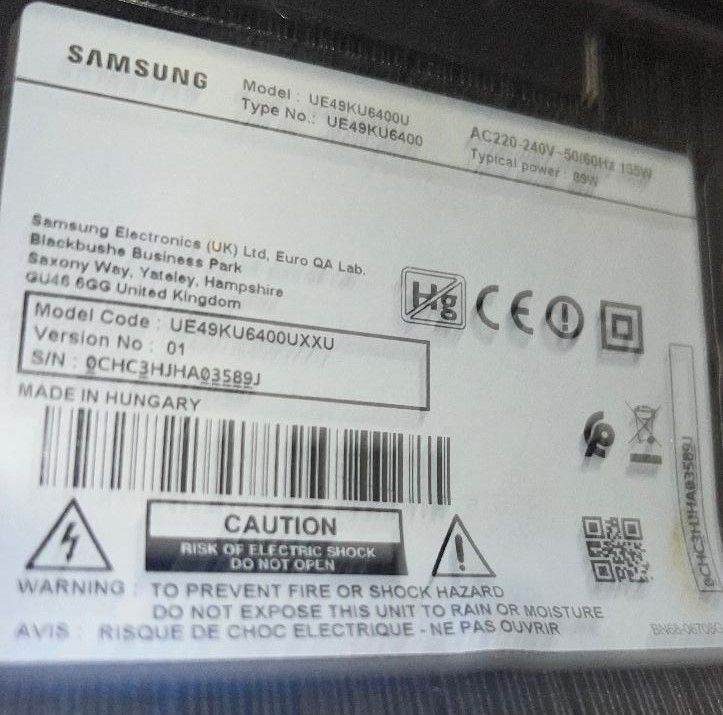 SAMSUNG
Model : UE49KU6400U
Type No.: UE49KU6400
AC220-240V~50/60Hz 135W
Typical power : 89W
Samsung Electronics (UK) Ltd, Euro QA Lab.
Blackbushe Business Park
Saxony Way, Yateley, Hampshire
GU46 6GG United Kingdom
Hg
CE
Model Code : UE49KU6400UXXU
Version No : 01
S/N : 0CHC3HJHA03589J
MADE IN HUNGARY
0CHC3HJHA03589J
CAUTION
RISK OF ELECTRIC SHOCK
DO NOT OPEN
WARNING : TO PREVENT FIRE OR SHOCK HAZARD
DO NOT EXPOSE THIS UNIT TO RAIN OR MOISTURE
AVIS : RISQUE DE CHOC ELECTRIQUE - NE PAS OUVRIR